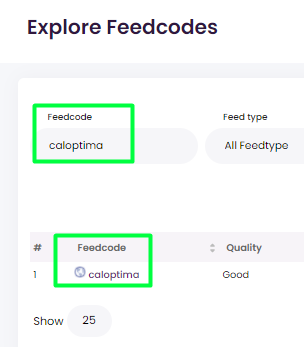 Explore Feedcodes
Feedcode Feed type
caloptima All Feedtype
# Feedcode Quality
1 caloptima Good
Show 25